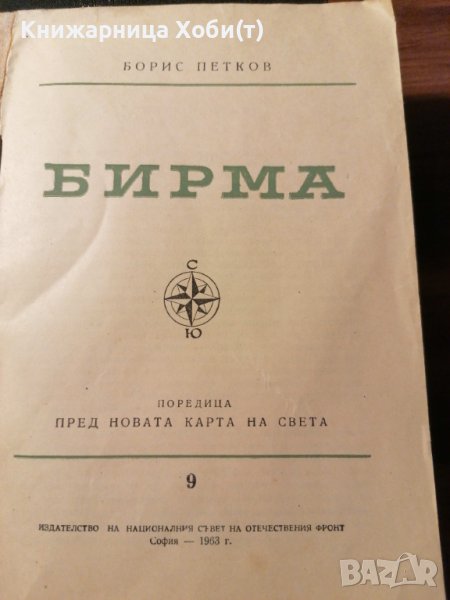 Книжарница Хоби(т)
БОРИС ПЕТКОВ
БИРМА
С
Ю
ПОРЕДИЦА
ПРЕД НОВАТА КАРТА НА СВЕТА
9
ИЗДАТЕЛСТВО НА НАЦИОНАЛНИЯ СЪВЕТ НА ОТЕЧЕСТВЕНИЯ ФРОНТ
София — 1963 г.
BAZAR